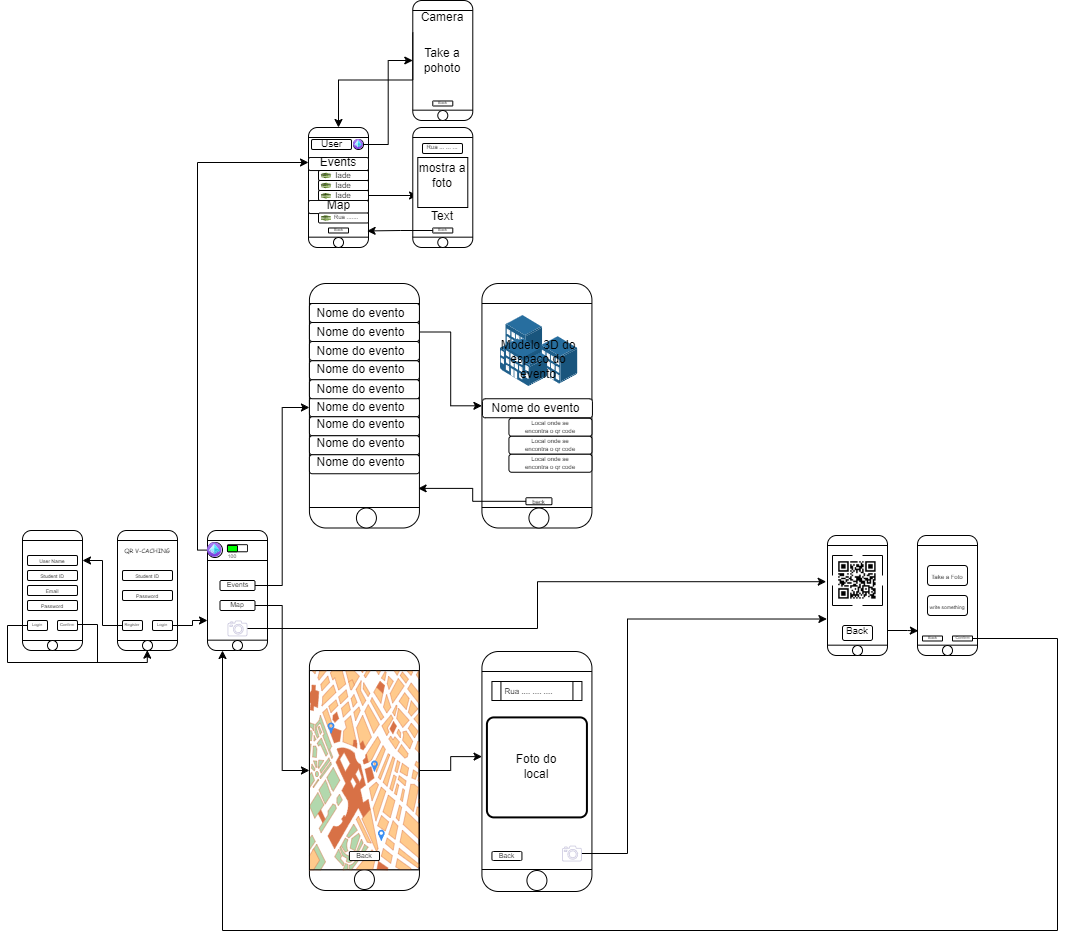 Camera
Take a
pohoto
Back
User
Events
Iade
Iade
Iade
Map
Rua .......
Back
Rua ... ... ...
mostra a
foto
Text
Back
Nome do evento
Nome do evento
Nome do evento
Nome do evento
Nome do evento
Nome do evento
Nome do evento
Nome do evento
Nome do evento
Modelo 3D do
espaço do
evento
Nome do evento
Local onde se
encontra o qr code
Local onde se
encontra o qr code
Local onde se
encontra o qr code
back
User Name
Student ID
Email
Password
Login
Confirm
QR V-CACHING
Student ID
Password
Register
Login
100
Events
Map
Back
Rua .... .... ....
Foto do
local
Back
Back
Take a Foto
write something
Back
Confirm